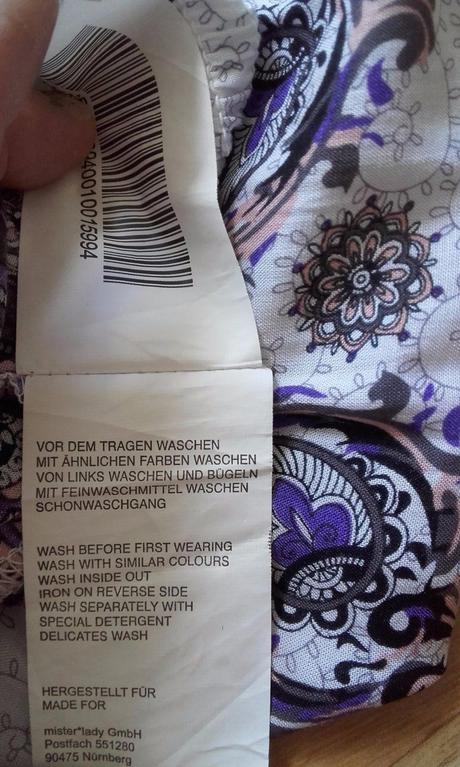 940010015994
VOR DEM TRAGEN WASCHEN
MIT ÄHNLICHEN FARBEN WASCHEN
VON LINKS WASCHEN UND BÜGELN
MIT FEINWASCHMITTEL WASCHEN
SCHONWASCHGANG
WASH BEFORE FIRST WEARING
WASH WITH SIMILAR COLOURS
WASH INSIDE OUT
IRON ON REVERSE SIDE
WASH SEPARATELY WITH
SPECIAL DETERGENT
DELICATES WASH
HERGESTELLT FÜR
MADE FOR
mister*lady GmbH
Postfach 551280
90475 Nürnberg